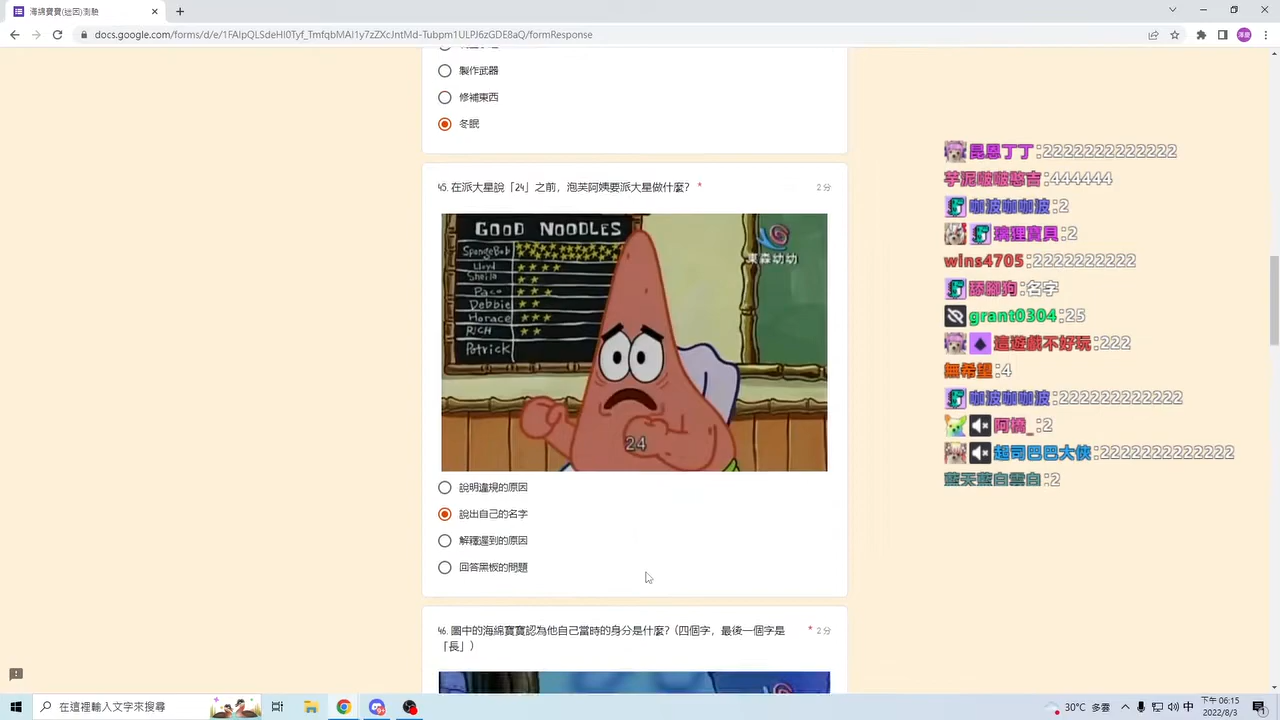 海綿寶寶(迷因)測驗
docs.google.com/forms/d/e/1FAIpQLSdeHI0Tyf_TmfqbMAI1y7zZXcJntMd-Tubpm1ULPJ6zGDE8aQ/formResponse
製作武器
修補東西
冬眠
45. 在派大星說「24」之前，泡芙阿姨要派大星做什麼？ *
2 分
GOOD NOODLES
SpongeBob
Lloyd
Sheila
Paco
Debbie
Horace
RICH
Patrick
東森幼幼
24
說明違規的原因
說出自己的名字
解釋遲到的原因
回答黑板的問題
46. 圖中的海綿寶寶認為他自己當時的身分是什麼？（四個字，最後一個字是
「長」）
* 2 分
昆恩丁丁:2222222222222
芋泥啵啵憨吉:444444
咖波咖咖波:2
璃狸寶貝:2
wins4705:2222222222
舔腳狗:名字
grant0304:25
這遊戲不好玩:222
無希望:4
咖波咖咖波:222222222222
阿橘_:2
起司巴巴大俠:2222222222222
藍天藍白雲白:2
在這裡輸入文字來搜尋
30°C 多雲
中
下午 06:15
2022/8/3